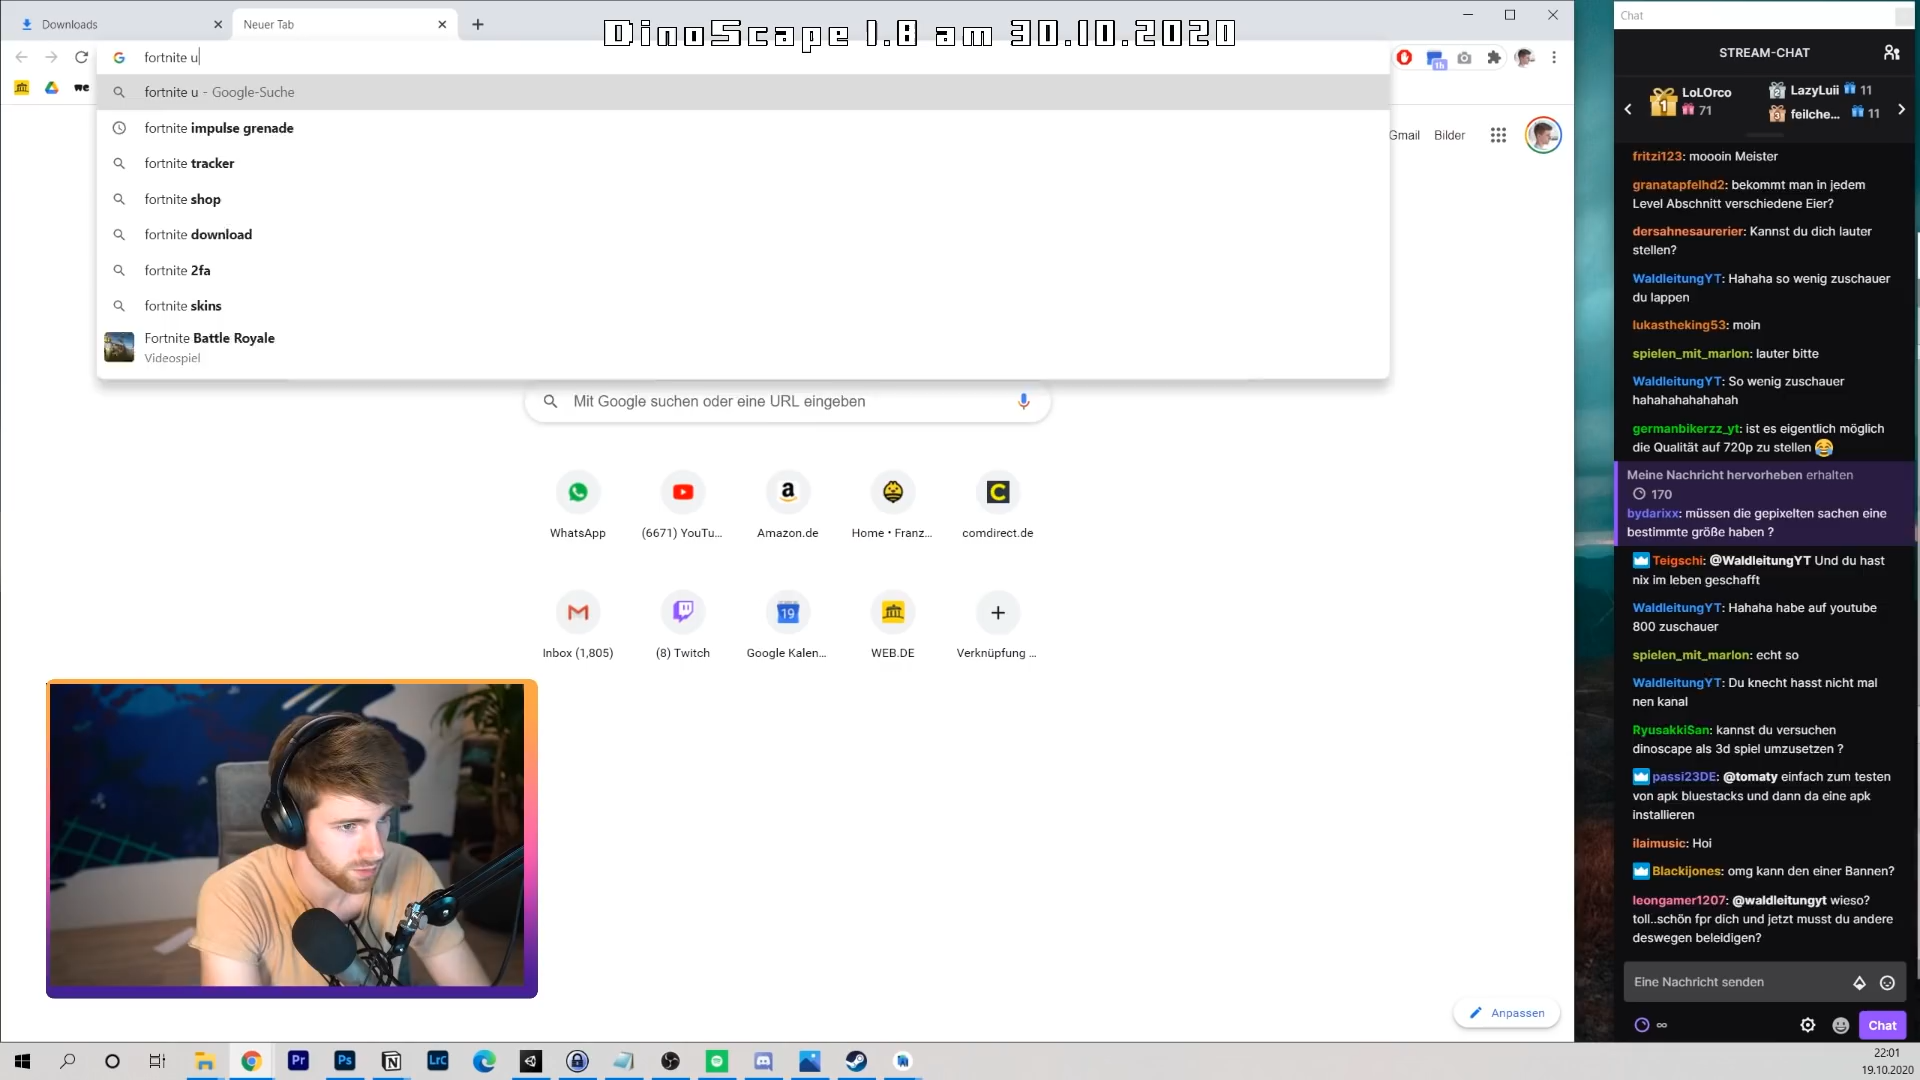 Downloads
Neuer Tab
DinoScape 1.8 am 30.10.2020
fortnite u
we
1h
fortnite u - Google-Suche
fortnite impulse grenade
fortnite tracker
fortnite shop
fortnite download
fortnite 2fa
fortnite skins
Fortnite Battle Royale
Videospiel
Gmail
Bilder
Mit Google suchen oder eine URL eingeben
WhatsApp
(6671) YouTu...
Amazon.de
Home • Franz...
comdirect.de
19
Inbox (1,805)
(8) Twitch
Google Kalen...
WEB.DE
Verknüpfung ...
Anpassen
Chat
STREAM-CHAT
1
LoLOrco
71
2
LazyLuii
11
3
feilche...
11
fritzi123: moooin Meister
granatapfelhd2: bekommt man in jedem
Level Abschnitt verschiedene Eier?
dersahnesaurerier: Kannst du dich lauter
stellen?
WaldleitungYT: Hahaha so wenig zuschauer
du lappen
lukastheking53: moin
spielen_mit_marlon: lauter bitte
WaldleitungYT: So wenig zuschauer
hahahahahahahah
germanbikerzz_yt: ist es eigentlich möglich
die Qualität auf 720p zu stellen
Meine Nachricht hervorheben erhalten
170
bydarixx: müssen die gepixelten sachen eine
bestimmte größe haben ?
Teigschi: @WaldleitungYT Und du hast
nix im leben geschafft
WaldleitungYT: Hahaha habe auf youtube
800 zuschauer
spielen_mit_marlon: echt so
WaldleitungYT: Du knecht hasst nicht mal
nen kanal
RyusakkiSan: kannst du versuchen
dinoscape als 3d spiel umzusetzen ?
passi23DE: @tomaty einfach zum testen
von apk bluestacks und dann da eine apk
installieren
ilaimusic: Hoi
Blackijones: omg kann den einer Bannen?
leongamer1207: @waldleitungyt wieso?
toll..schön fpr dich und jetzt musst du andere
deswegen beleidigen?
Eine Nachricht senden
∞
Chat
Pr
Ps
N
LrC
22:01
19.10.2020